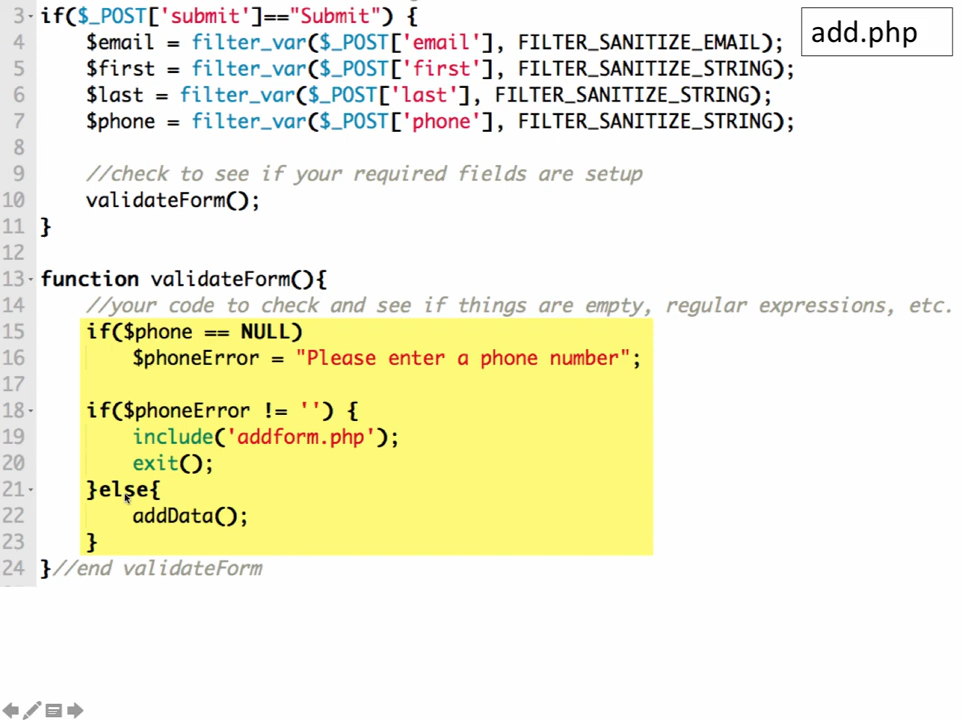 add.php
3 if($_POST['submit']=="Submit") {
4 $email = filter_var($_POST['email'], FILTER_SANITIZE_EMAIL);
5 $first = filter_var($_POST['first'], FILTER_SANITIZE_STRING);
6 $last = filter_var($_POST['last'], FILTER_SANITIZE_STRING);
7 $phone = filter_var($_POST['phone'], FILTER_SANITIZE_STRING);
8
9 //check to see if your required fields are setup
10 validateForm();
11 }
12
13 function validateForm(){
14 //your code to check and see if things are empty, regular expressions, etc.
15 if($phone == NULL)
16 $phoneError = "Please enter a phone number";
17
18 if($phoneError != '') {
19 include('addform.php');
20 exit();
21 }else{
22 addData();
23 }
24 }//end validateForm